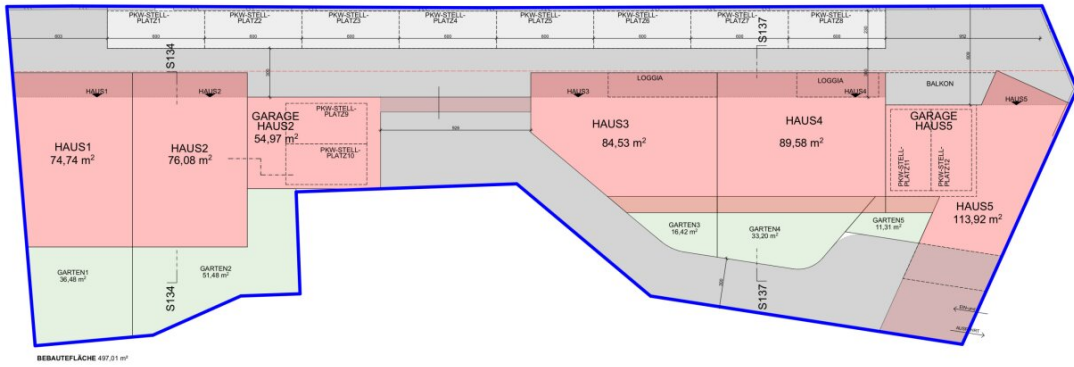 PKW-STELL-
PLATZ1
PKW-STELL-
PLATZ2
PKW-STELL-
PLATZ3
PKW-STELL-
PLATZ4
PKW-STELL-
PLATZ5
PKW-STELL-
PLATZ6
PKW-STELL-
PLATZ7
PKW-STELL-
PLATZ8
S134
S137
LOGGIA
LOGGIA
BALKON
HAUS1
HAUS2
HAUS3
HAUS4
HAUS5
HAUS1
74,74 m²
HAUS2
76,08 m²
GARAGE
HAUS2
54,97 m²
PKW-STELL-
PLATZ9
PKW-STELL-
PLATZ10
HAUS3
84,53 m²
HAUS4
89,58 m²
GARAGE
HAUS5
PKW-STELL-
PLATZ11
PKW-STELL-
PLATZ12
HAUS5
113,92 m²
GARTEN1
36,48 m²
GARTEN2
51,48 m²
GARTEN3
16,42 m²
GARTEN4
33,20 m²
GARTEN5
11,31 m²
S134
S137
BEBAUTEFLÄCHE 497,01 m²